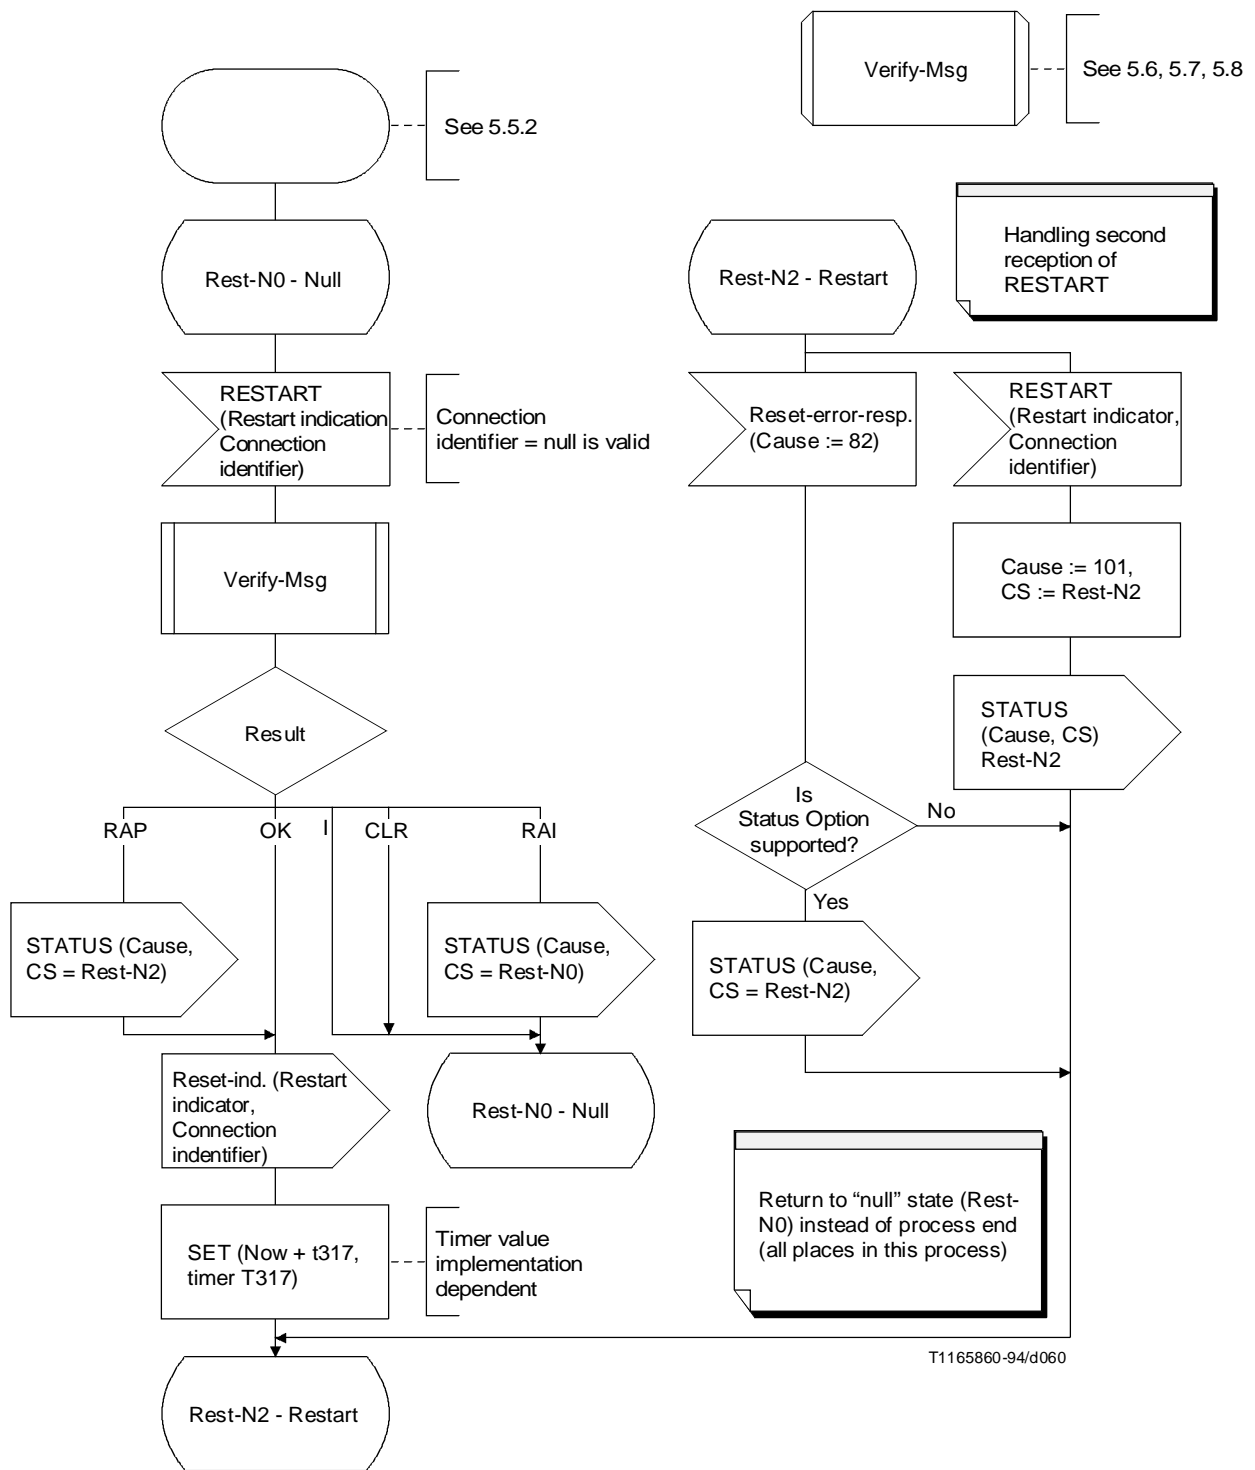 Verify-Msg
See 5.6, 5.7, 5.8
See 5.5.2
Rest-N0 - Null
Rest-N2 - Restart
Handling second
reception of
RESTART
RESTART
(Restart indication
Connection
identifier)
Connection
identifier = null is valid
Reset-error-resp.
(Cause := 82)
RESTART
(Restart indicator,
Connection
identifier)
Verify-Msg
Cause := 101,
CS := Rest-N2
Result
STATUS
(Cause, CS)
Rest-N2
Is
Status Option
supported?
No
Yes
RAP
OK
I
CLR
RAI
STATUS (Cause,
CS = Rest-N2)
STATUS (Cause,
CS = Rest-N0)
STATUS (Cause,
CS = Rest-N2)
Reset-ind. (Restart
indicator,
Connection
indentifier)
Rest-N0 - Null
Return to “null” state (Rest-
N0) instead of process end
(all places in this process)
SET (Now + t317,
timer T317)
Timer value
implementation
dependent
T1165860-94/d060
Rest-N2 - Restart